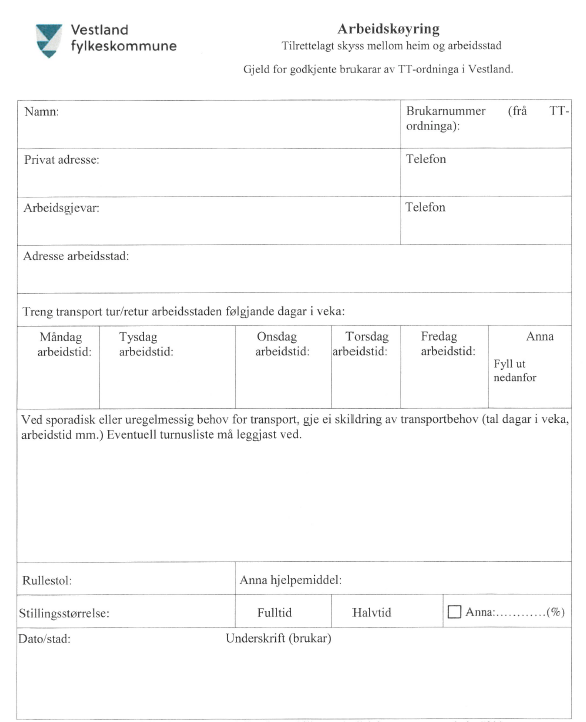 Vestland
fylkeskommune
Arbeidskøyring
Tilrettelagt skyss mellom heim og arbeidsstad
Gjeld for godkjente brukarar av TT-ordninga i Vestland.
Namn:
Brukarnummer (frå TT-
ordninga):
Privat adresse:
Telefon
Arbeidsgjevar:
Telefon
Adresse arbeidsstad:
Treng transport tur/retur arbeidsstaden følgjande dagar i veka:
Måndag
arbeidstid:
Tysdag
arbeidstid:
Onsdag
arbeidstid:
Torsdag
arbeidstid:
Fredag
arbeidstid:
Anna
Fyll ut
nedanfor
Ved sporadisk eller uregelmessig behov for transport, gje ei skildring av transportbehov (tal dagar i veka,
arbeidstid mm.) Eventuell turnusliste må leggjast ved.
Rullestol:
Anna hjelpemiddel:
Stillingsstørrelse:
Fulltid
Halvtid
Anna:............(%)
Dato/stad:
Underskrift (brukar)